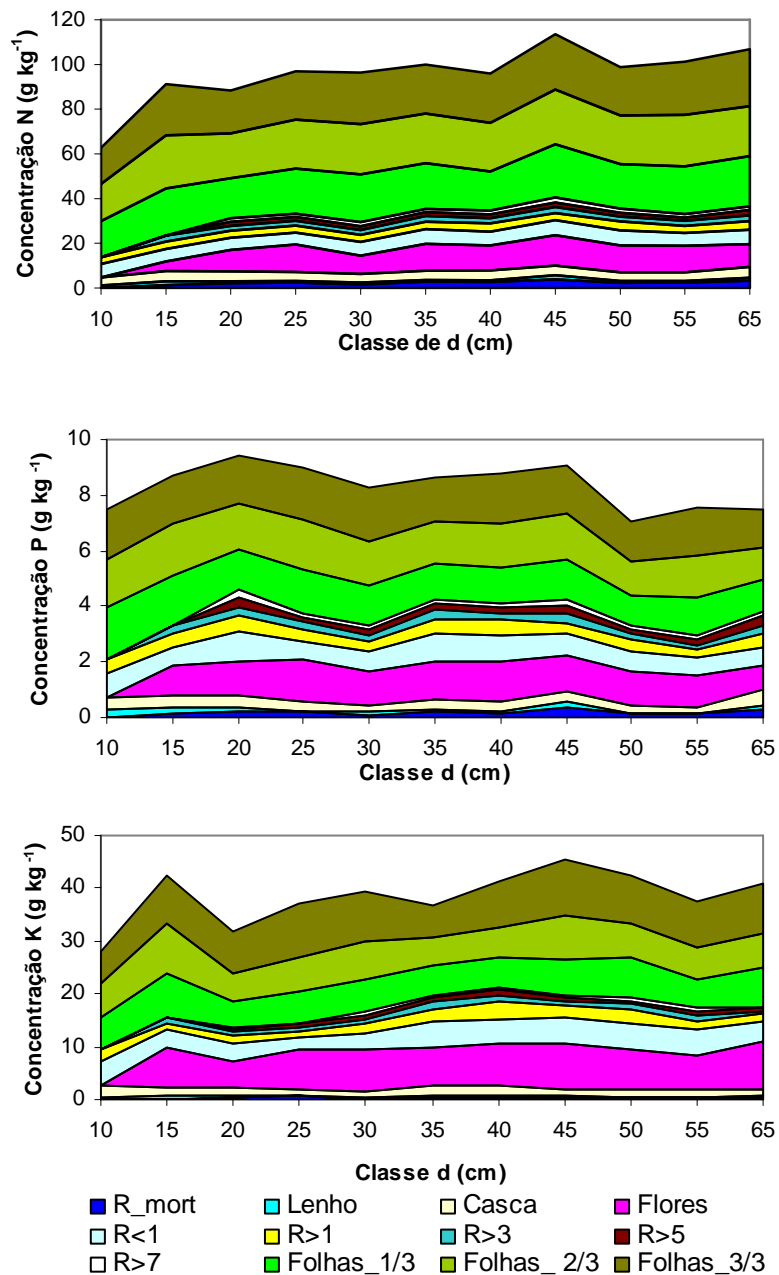 Concentração N (g kg⁻¹)
120
100
80
60
40
20
0
10 15 20 25 30 35 40 45 50 55 65
Classe de d (cm)
Concentração P (g kg⁻¹)
10
8
6
4
2
0
10 15 20 25 30 35 40 45 50 55 65
Classe d (cm)
Concentração K (g kg⁻¹)
50
40
30
20
10
0
10 15 20 25 30 35 40 45 50 55 65
Classe d (cm)
R_mort Lenho Casca Flores
R<1 R>1 R>3 R>5
R>7 Folhas_1/3 Folhas_ 2/3 Folhas_3/3